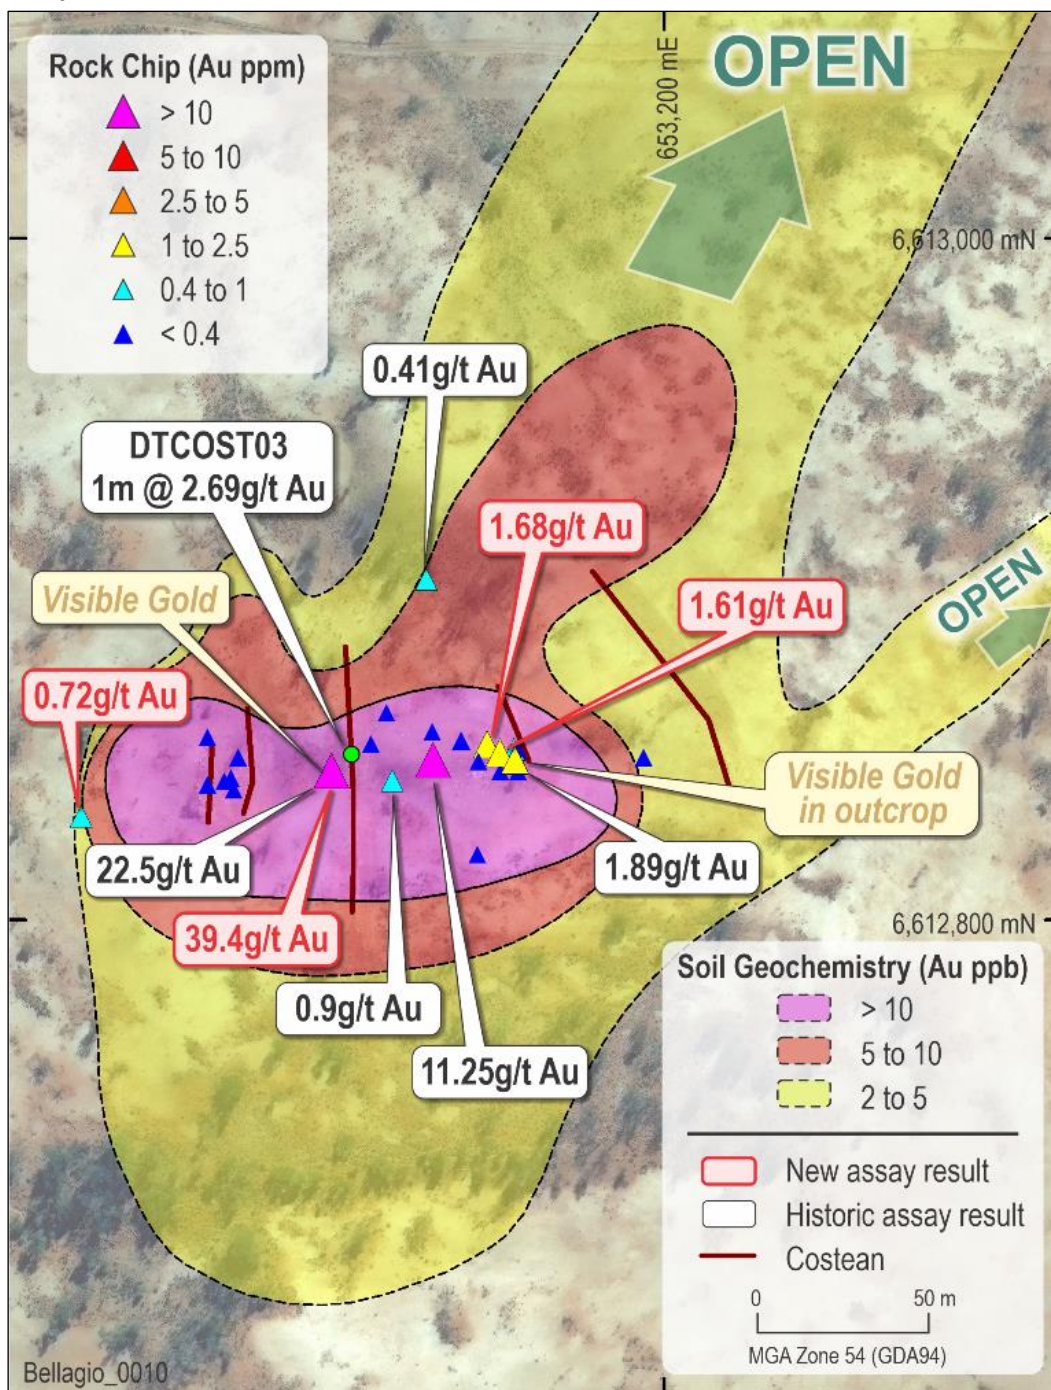 Rock Chip (Au ppm)
> 10
5 to 10
2.5 to 5
1 to 2.5
0.4 to 1
< 0.4
OPEN
653,200 mE
6,613,000 mN
0.41g/t Au
DTCOST03
1m @ 2.69g/t Au
1.68g/t Au
Visible Gold
1.61g/t Au
OPEN
0.72g/t Au
Visible Gold
in outcrop
22.5g/t Au
1.89g/t Au
39.4g/t Au
6,612,800 mN
0.9g/t Au
11.25g/t Au
Soil Geochemistry (Au ppb)
> 10
5 to 10
2 to 5
New assay result
Historic assay result
Costean
0 50 m
MGA Zone 54 (GDA94)
Bellagio_0010